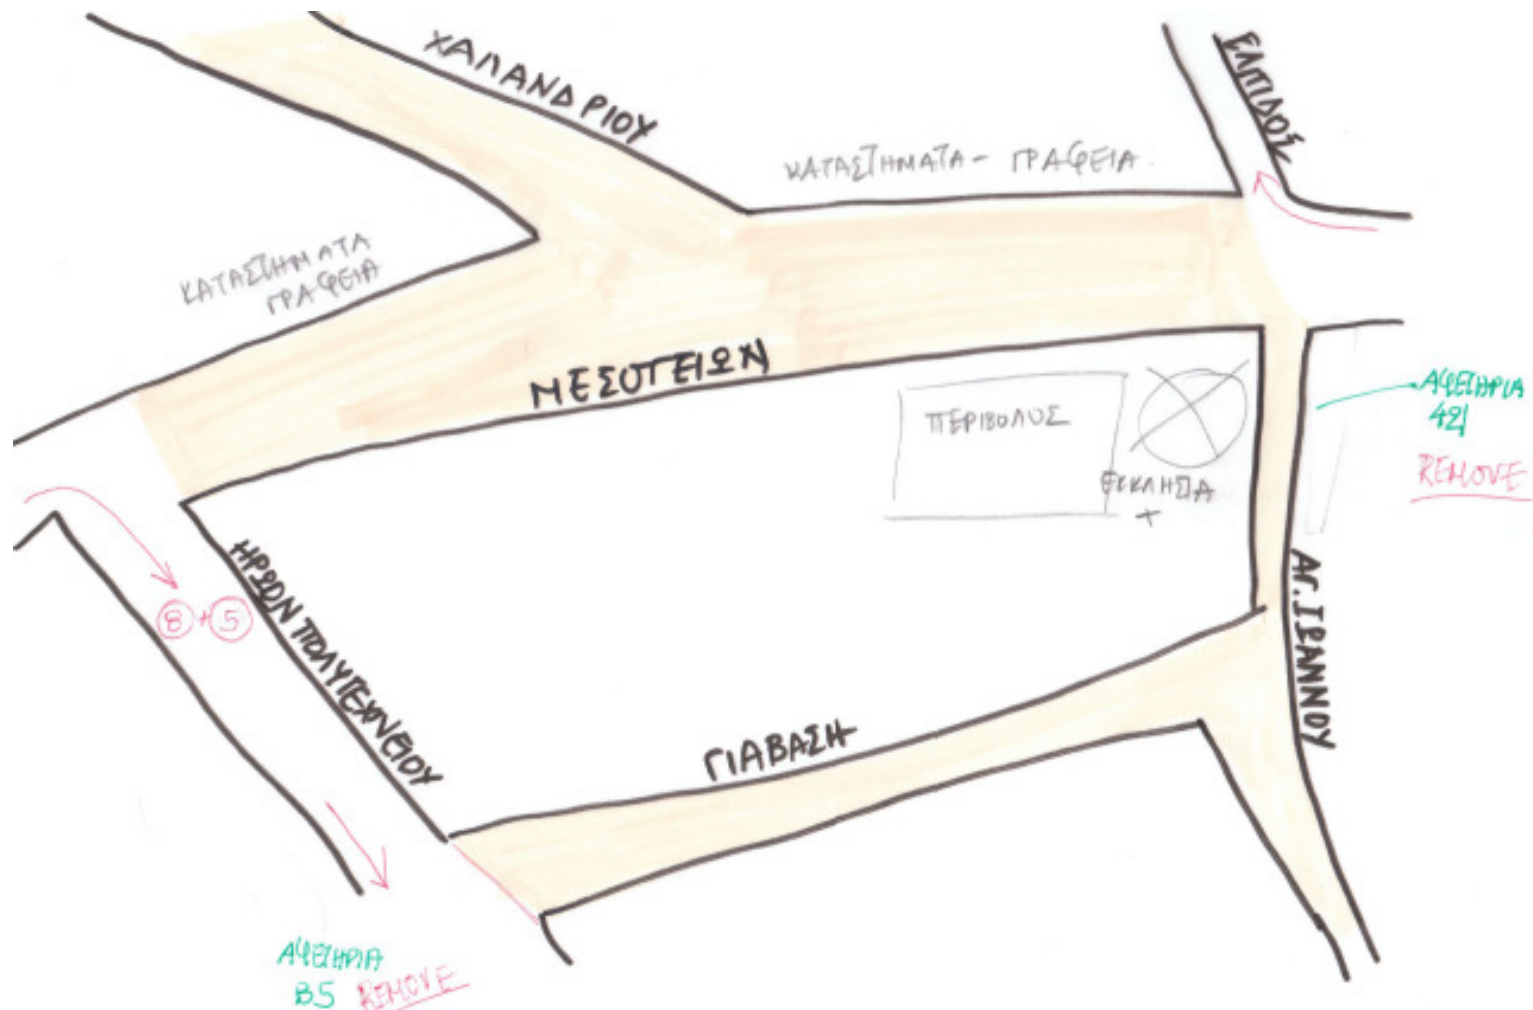 ΧΑΛΑΝΔΡΙΟΥ
ΕΛΠΙΔΟΣ
ΚΑΤΑΣΤΗΜΑΤΑ - ΓΡΑΦΕΙΑ
ΚΑΤΑΣΤΗΜΑΤΑ
ΓΡΑΦΕΙΑ
ΜΕΣΟΓΕΙΩΝ
ΠΕΡΙΒΟΛΟΣ
ΕΚΚΛΗΣΙΑ
+
ΑΦΕΤΗΡΙΑ
421
REMOVE
8 + 5
ΗΡΩΩΝ ΠΟΛΥΤΕΧΝΕΙΟΥ
ΑΓ. ΙΩΑΝΝΟΥ
ΓΙΑΒΑΣΗ
ΑΦΕΤΗΡΙΑ
Β5 REMOVE